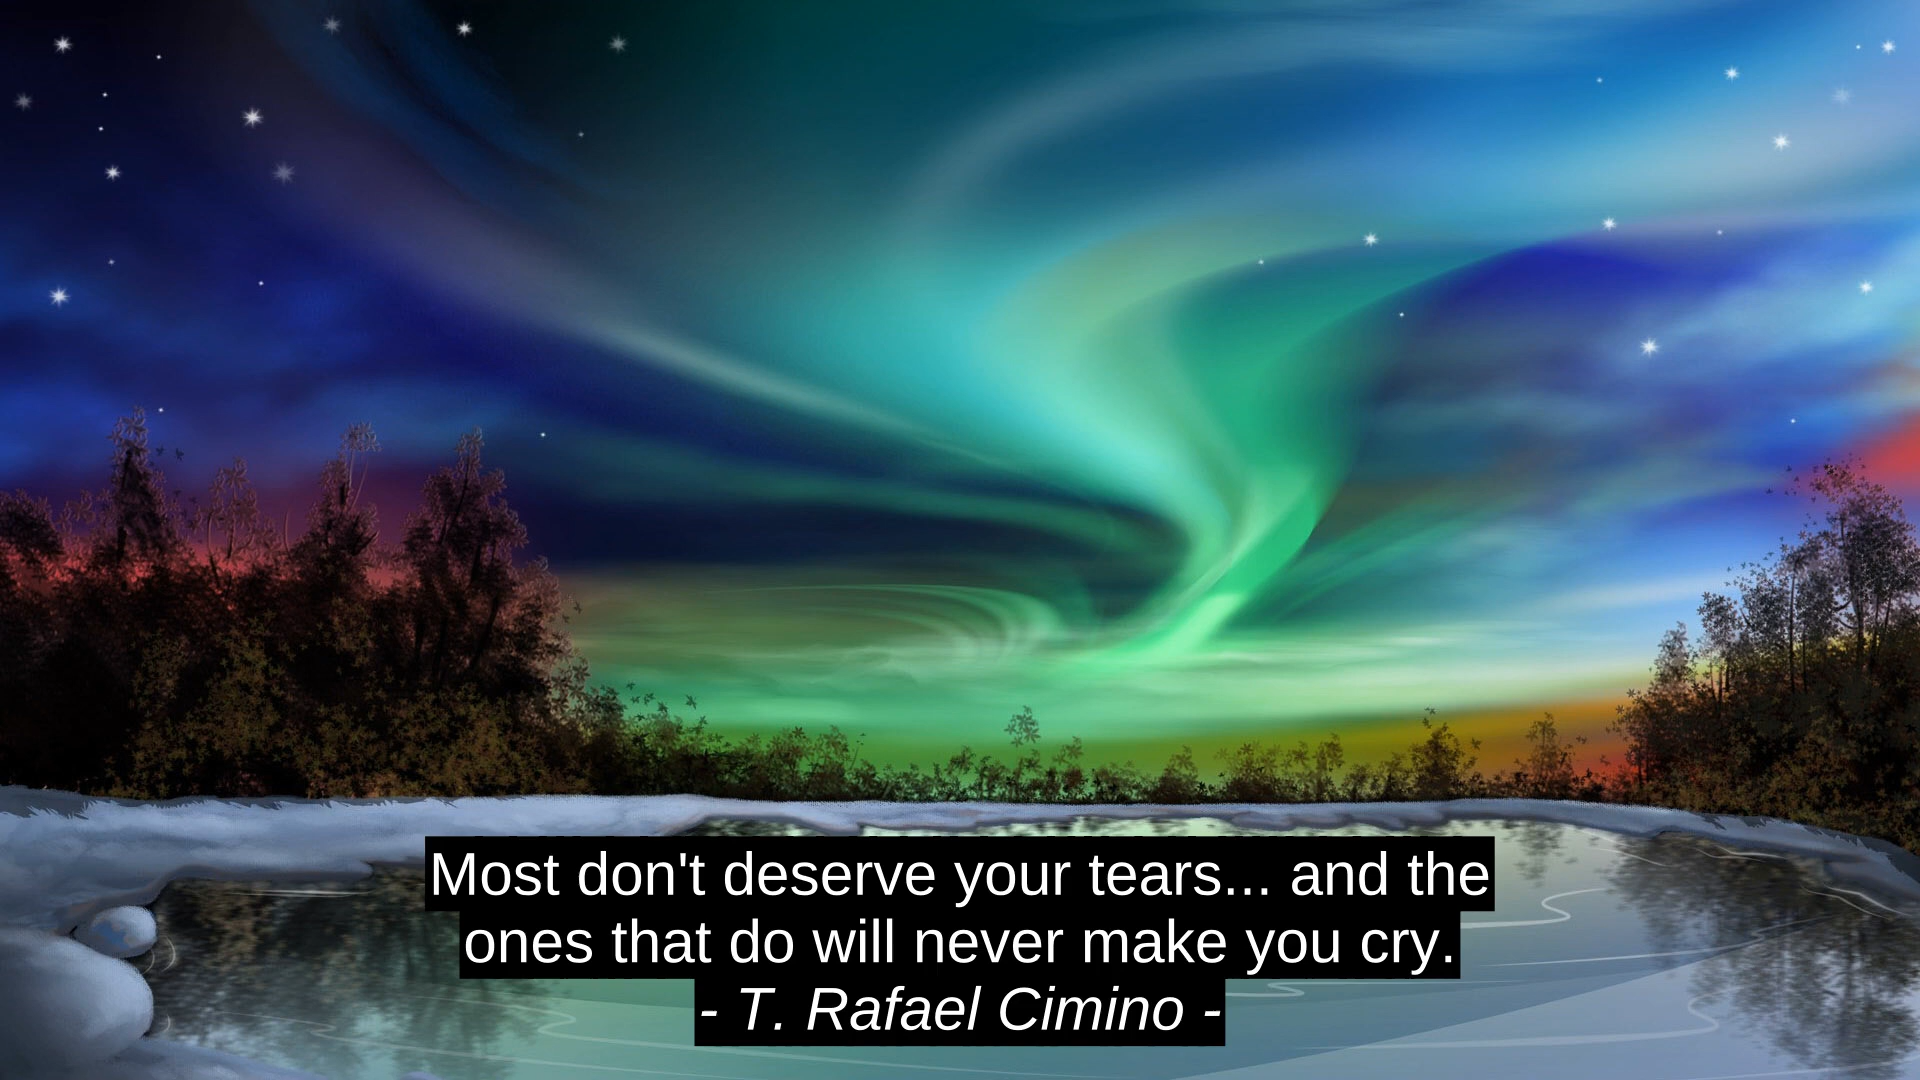 Most don't deserve your tears... and the
ones that do will never make you cry.
- T. Rafael Cimino -